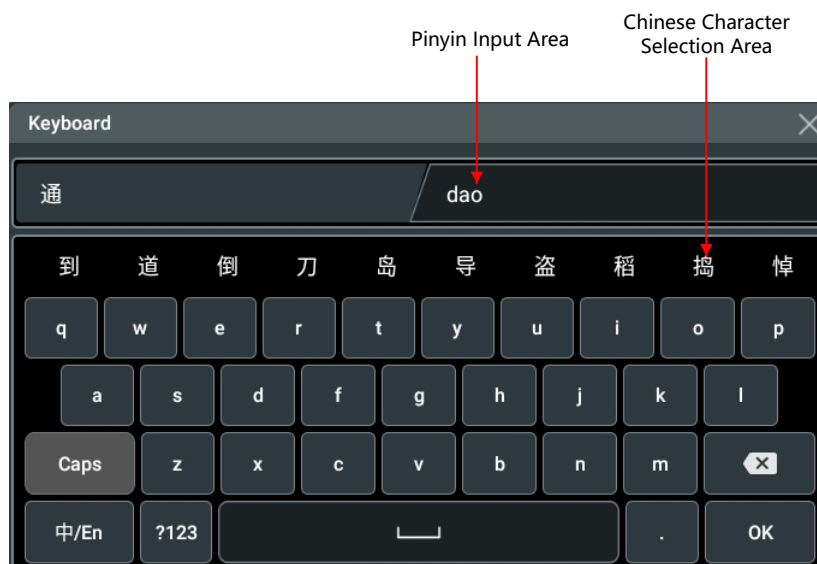 Pinyin Input Area
Chinese Character
Selection Area
Keyboard
通 dao
到 道 倒 刀 岛 导 盗 稻 捣 悼
q w e r t y u i o p
a s d f g h j k l
Caps z x c v b n m
中/En ?123 . OK